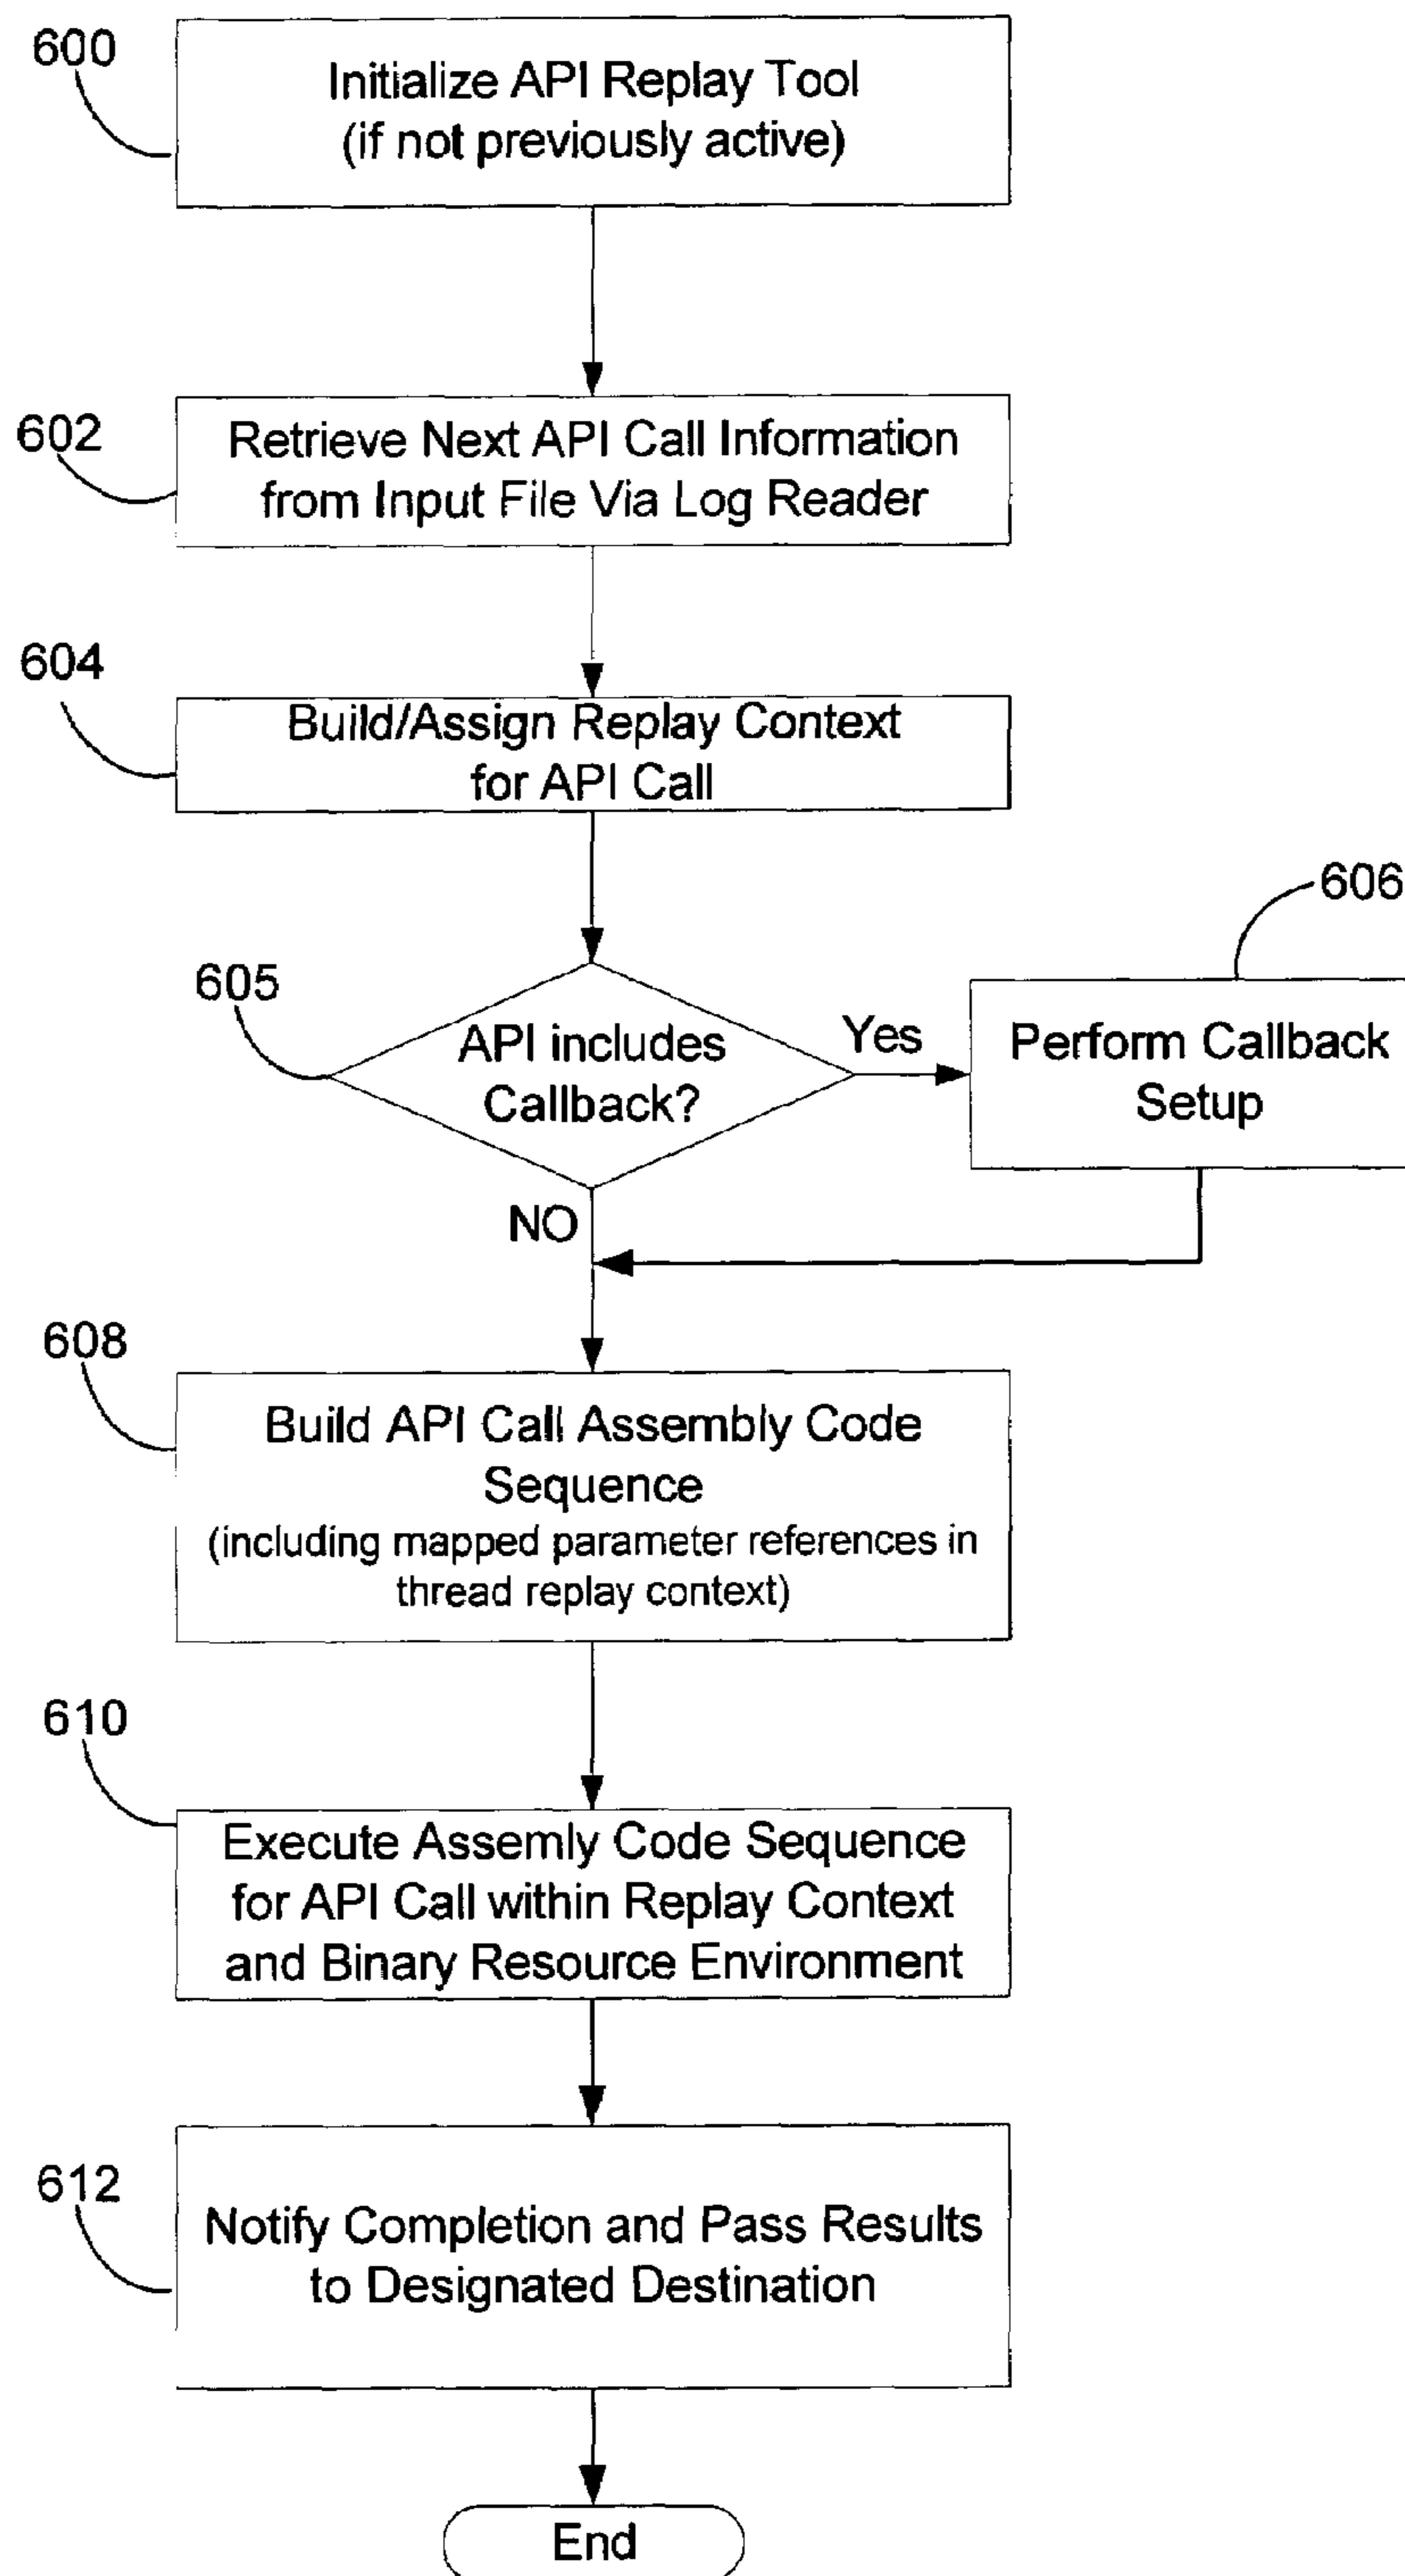 600
Initialize API Replay Tool
(if not previously active)
602
Retrieve Next API Call Information
from Input File Via Log Reader
604
Build/Assign Replay Context
for API Call
605
API includes
Callback?
Yes
606
Perform Callback
Setup
NO
608
Build API Call Assembly Code
Sequence
(including mapped parameter references in
thread replay context)
610
Execute Assemly Code Sequence
for API Call within Replay Context
and Binary Resource Environment
612
Notify Completion and Pass Results
to Designated Destination
End